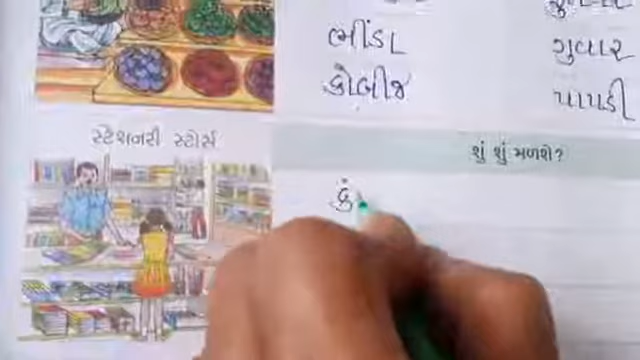 ભીંડા
ગુવાર
કોબીજ
પાપડી
સ્ટેશનરી સ્ટોર્સ
શું શું મળશે?